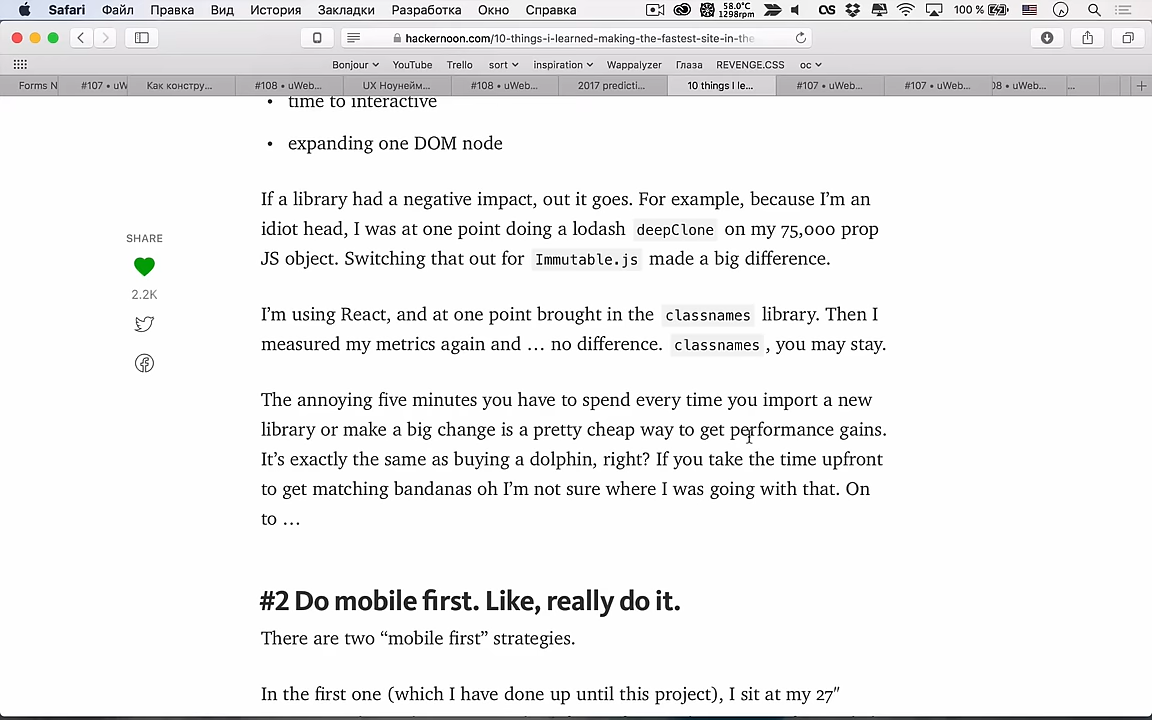 Safari Файл Правка Вид История Закладки Разработка Окно Справка 58.0°C 1298rpm 100 %
hackernoon.com/10-things-i-learned-making-the-fastest-site-in-the-
Bonjour YouTube Trello sort inspiration Wappalyzer Глаза REVENGE.CSS ос
Forms N #107 • uW Как констру... #108 • uWeb... UX Ноунейм... #108 • uWeb... 2017 predicti... 10 things I le... #107 • uWeb... #107 • uWeb... 08 • uWeb... ...
• time to interactive
• expanding one DOM node
If a library had a negative impact, out it goes. For example, because I’m an
idiot head, I was at one point doing a lodash deepClone on my 75,000 prop
JS object. Switching that out for Immutable.js made a big difference.
SHARE
2.2K
I’m using React, and at one point brought in the classnames library. Then I
measured my metrics again and … no difference. classnames, you may stay.
The annoying five minutes you have to spend every time you import a new
library or make a big change is a pretty cheap way to get performance gains.
It’s exactly the same as buying a dolphin, right? If you take the time upfront
to get matching bandanas oh I’m not sure where I was going with that. On
to …
#2 Do mobile first. Like, really do it.
There are two “mobile first” strategies.
In the first one (which I have done up until this project), I sit at my 27″